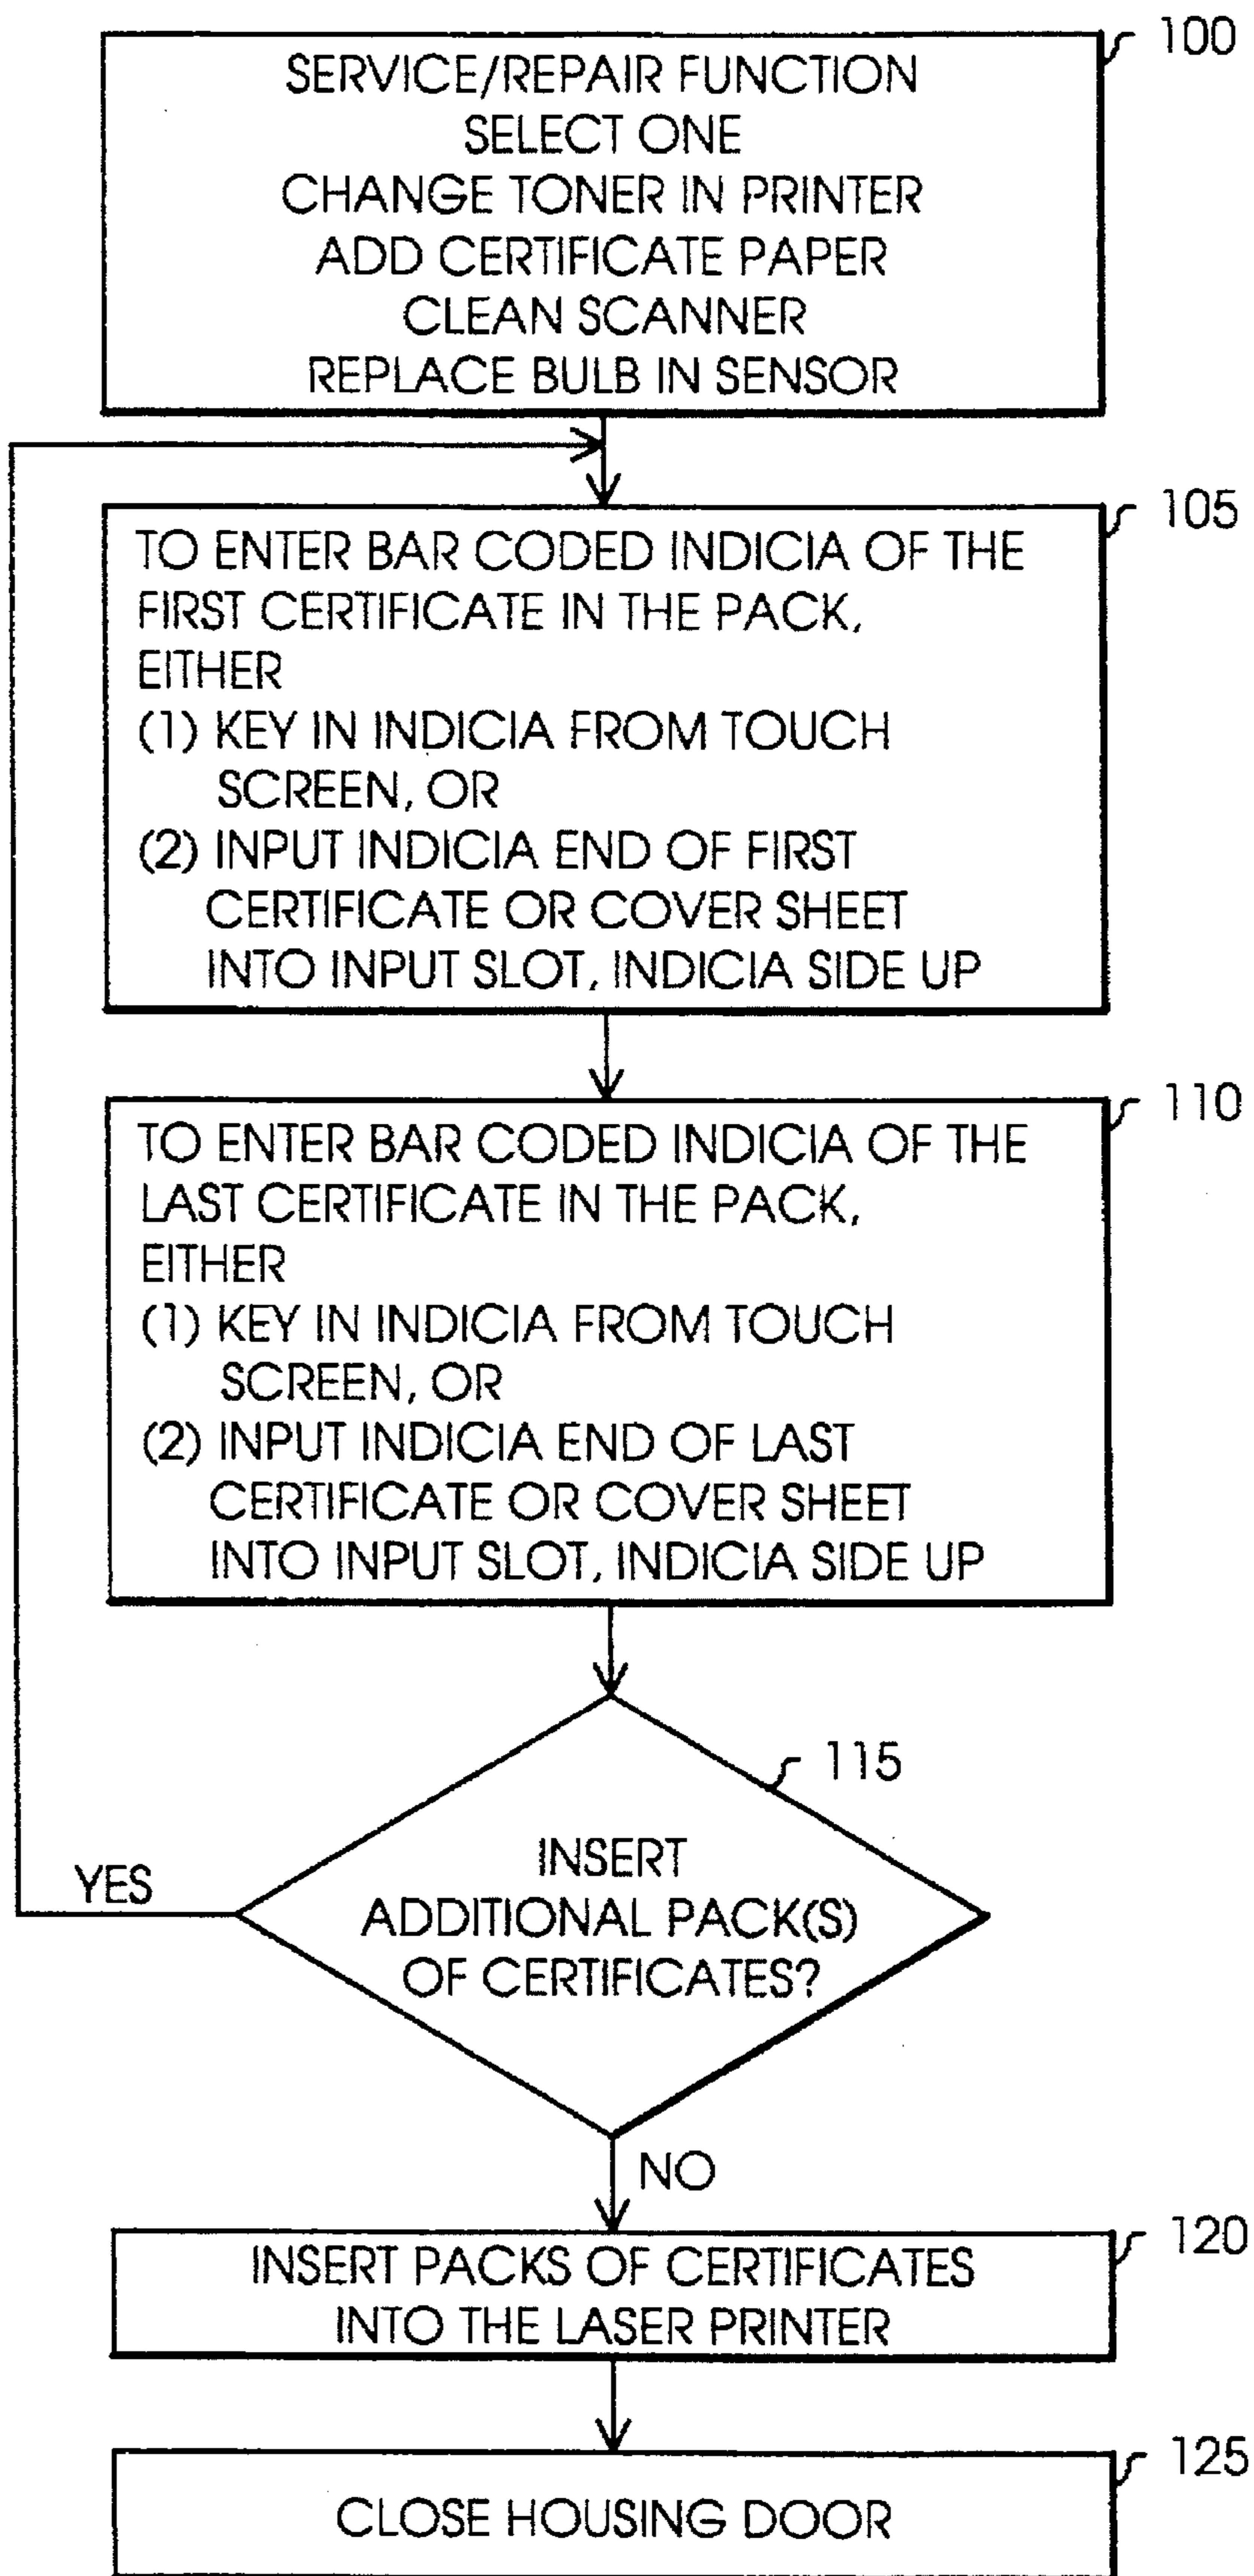 100
SERVICE/REPAIR FUNCTION
SELECT ONE
CHANGE TONER IN PRINTER
ADD CERTIFICATE PAPER
CLEAN SCANNER
REPLACE BULB IN SENSOR
105
TO ENTER BAR CODED INDICIA OF THE
FIRST CERTIFICATE IN THE PACK,
EITHER
(1) KEY IN INDICIA FROM TOUCH
SCREEN, OR
(2) INPUT INDICIA END OF FIRST
CERTIFICATE OR COVER SHEET
INTO INPUT SLOT, INDICIA SIDE UP
110
TO ENTER BAR CODED INDICIA OF THE
LAST CERTIFICATE IN THE PACK,
EITHER
(1) KEY IN INDICIA FROM TOUCH
SCREEN, OR
(2) INPUT INDICIA END OF LAST
CERTIFICATE OR COVER SHEET
INTO INPUT SLOT, INDICIA SIDE UP
115
INSERT
YES
ADDITIONAL PACK(S)
OF CERTIFICATES?
NO
120
INSERT PACKS OF CERTIFICATES
INTO THE LASER PRINTER
125
CLOSE HOUSING DOOR